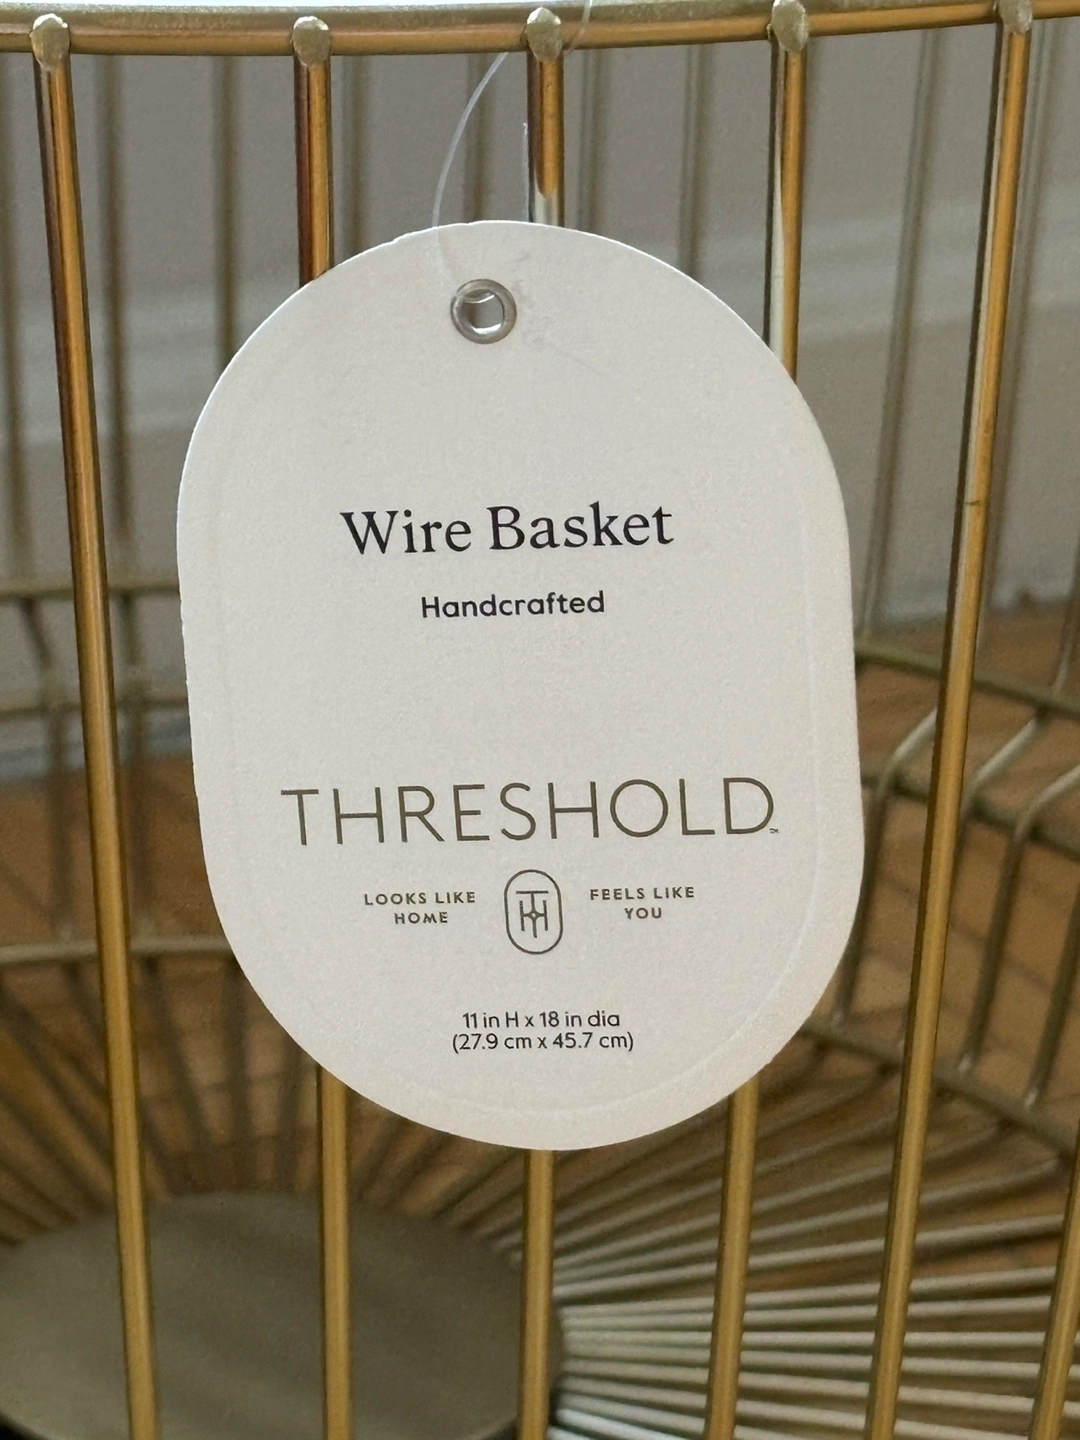 Wire Basket
Handcrafted
THRESHOLD™
LOOKS LIKE
HOME
FEELS LIKE
YOU
11 in H x 18 in dia
(27.9 cm x 45.7 cm)